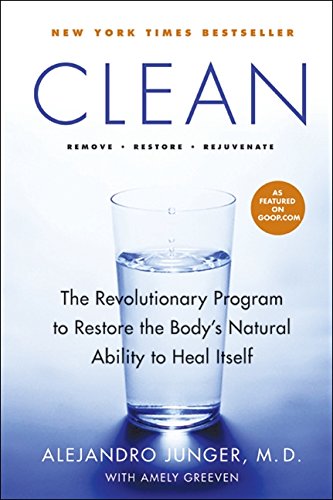 NEW YORK TIMES BESTSELLER
CLEAN
REMOVE • RESTORE • REJUVENATE
AS
FEATURED
ON
GOOP.COM
The Revolutionary Program
to Restore the Body's Natural
Ability to Heal Itself
ALEJANDRO JUNGER, M.D.
WITH AMELY GREEVEN